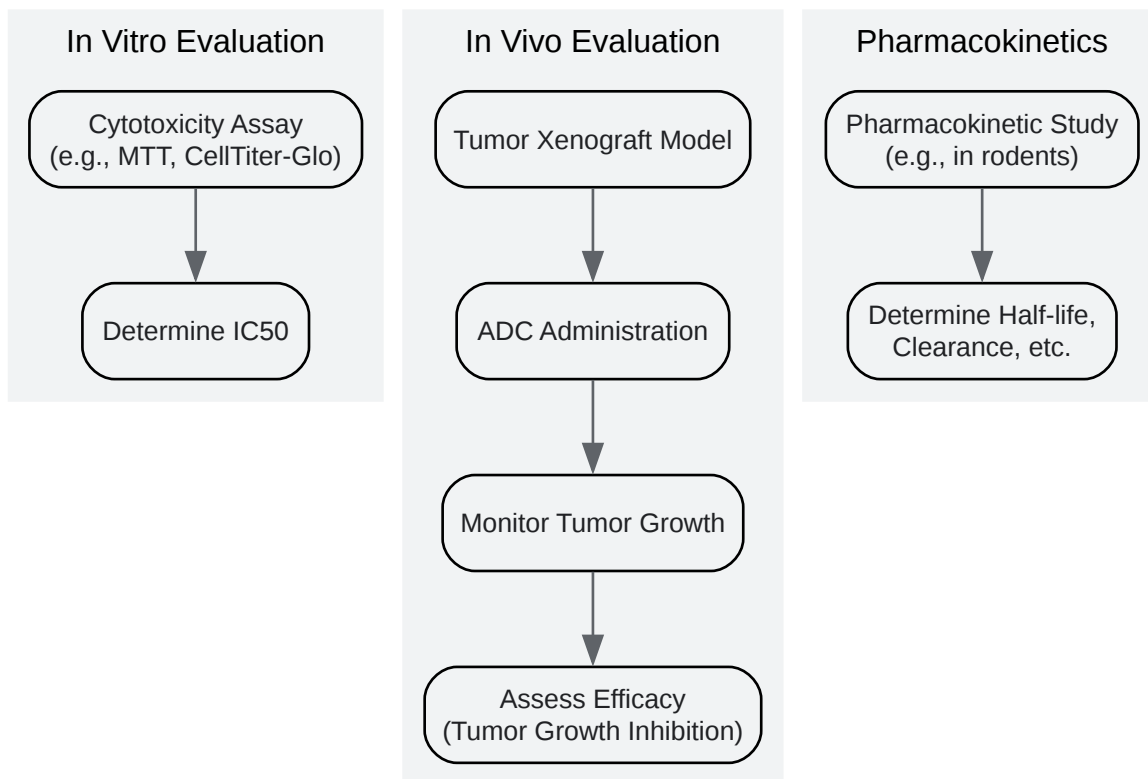 In Vitro Evaluation
Cytotoxicity Assay
(e.g., MTT, CellTiter-Glo)
Determine IC50
In Vivo Evaluation
Tumor Xenograft Model
ADC Administration
Monitor Tumor Growth
Assess Efficacy
(Tumor Growth Inhibition)
Pharmacokinetics
Pharmacokinetic Study
(e.g., in rodents)
Determine Half-life,
Clearance, etc.